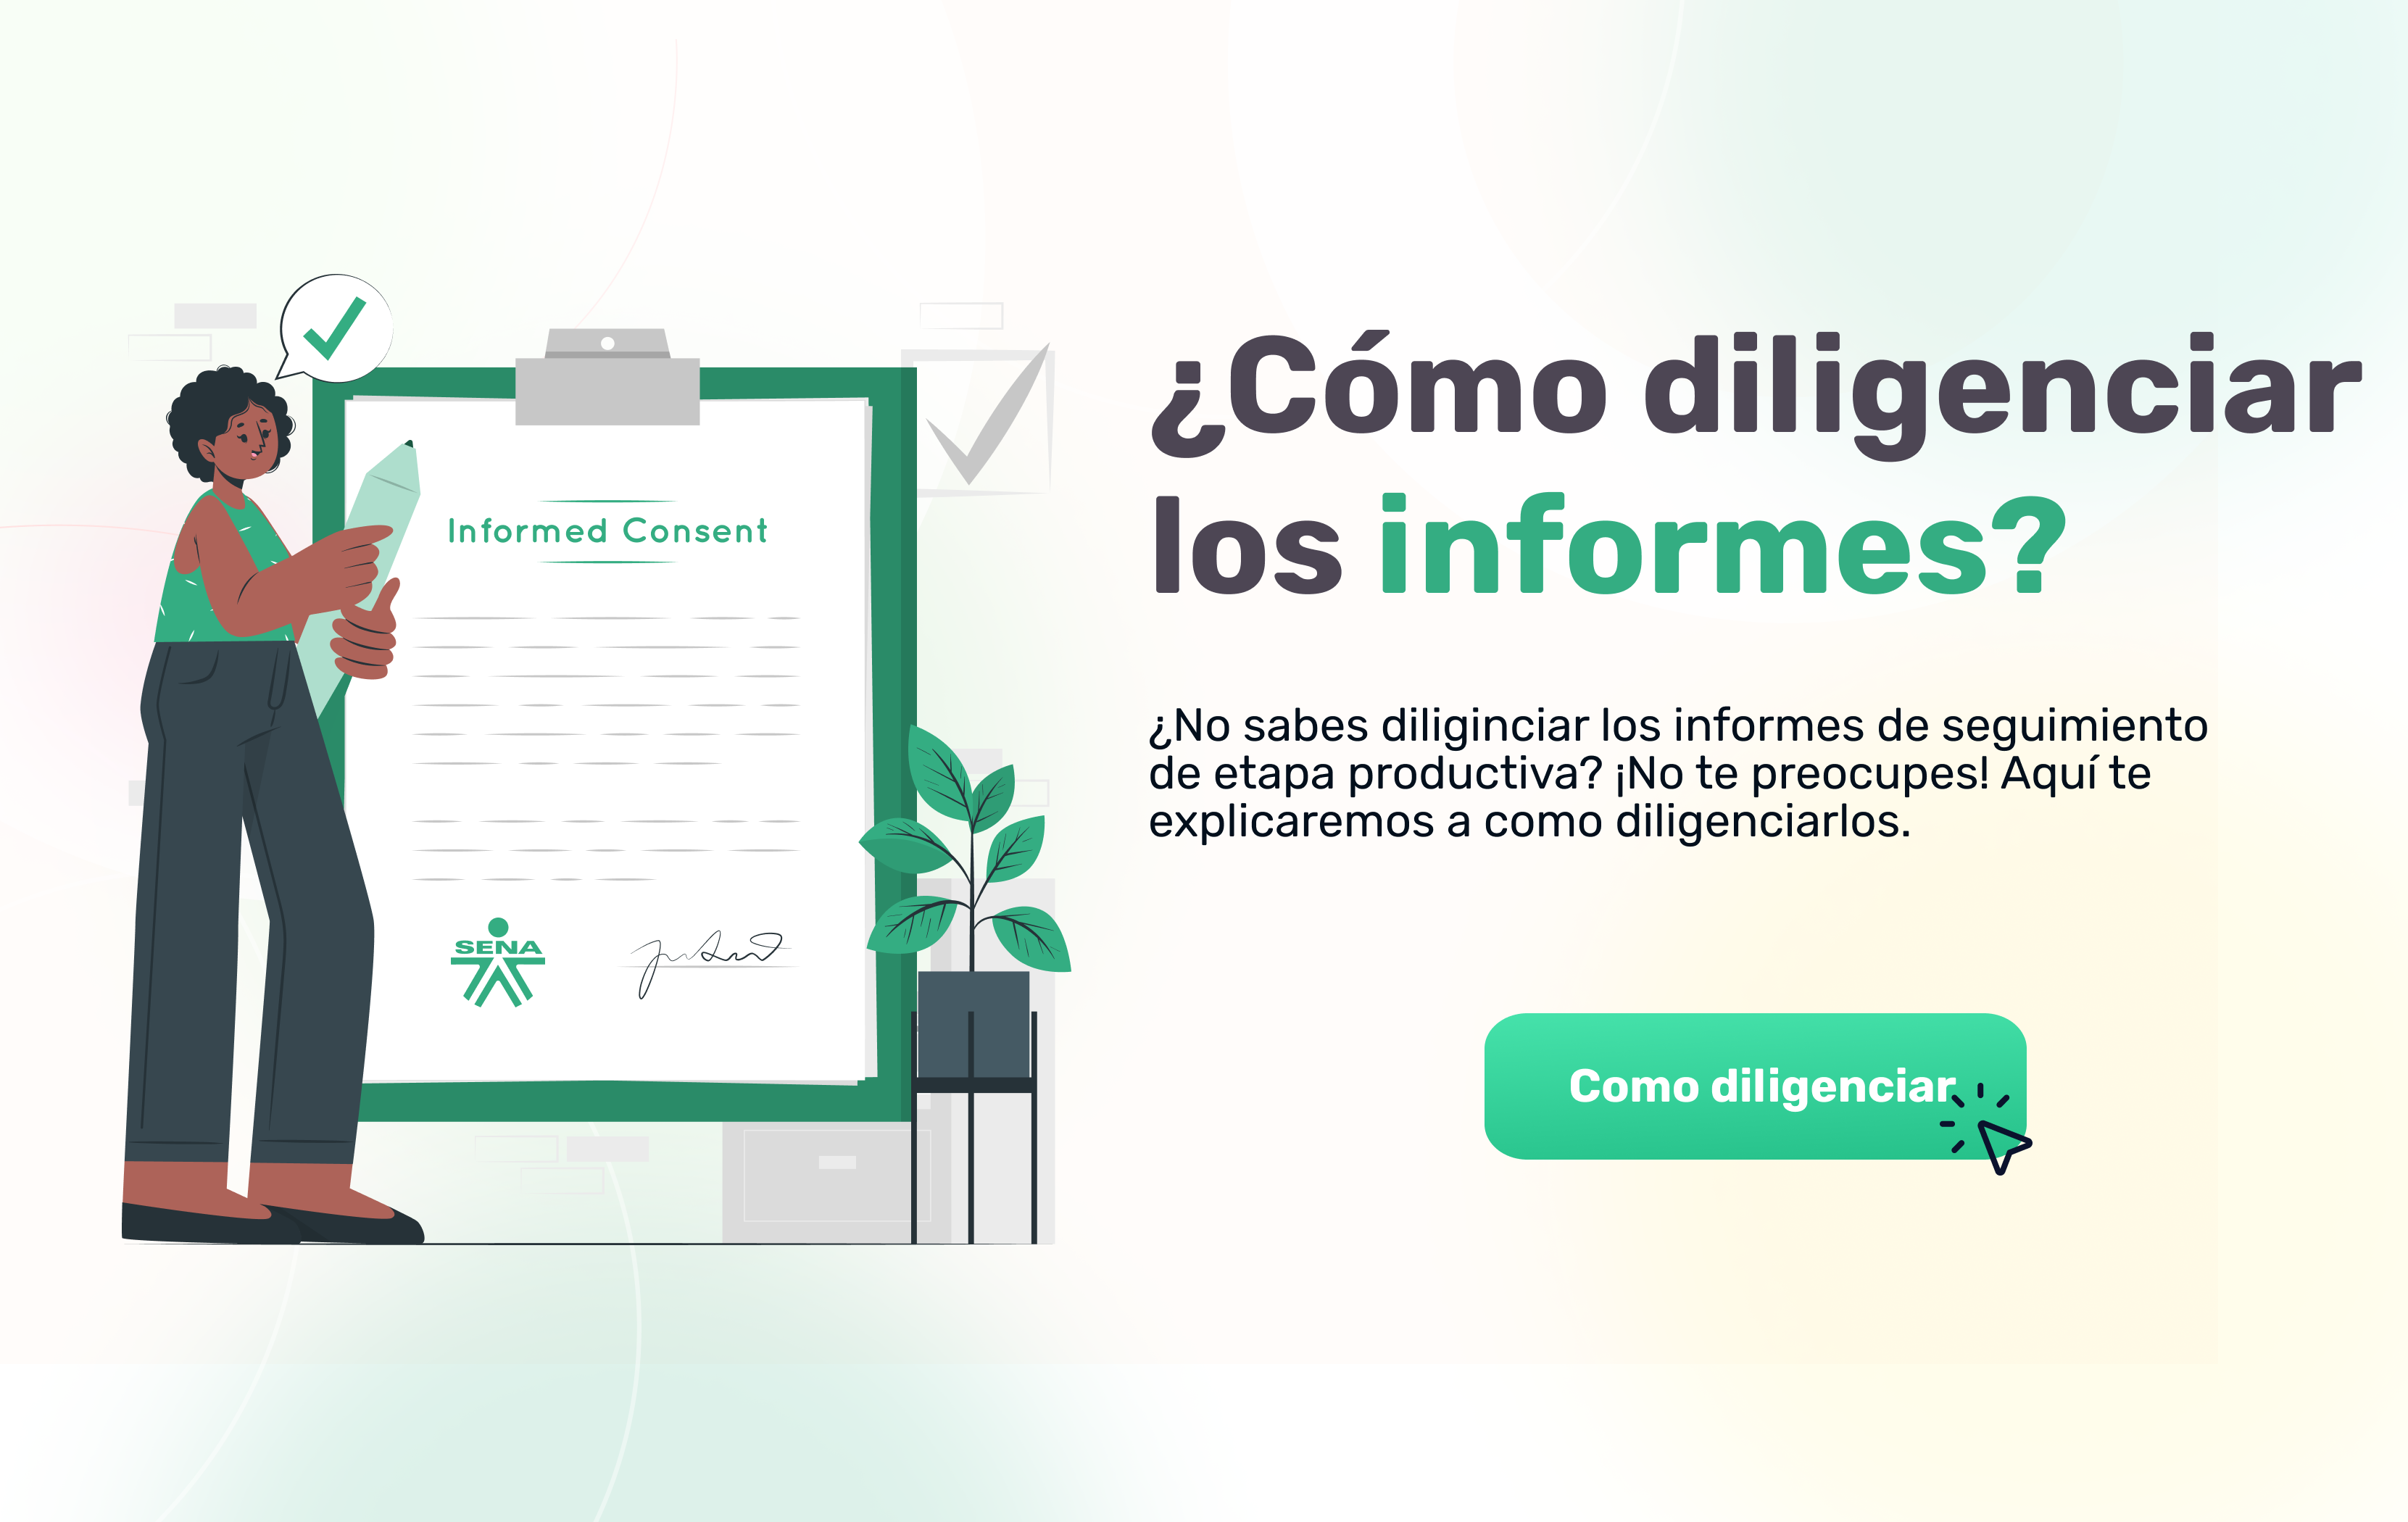 ¿Cómo diligenciar
los informes?
Informed Consent
¿No sabes diliginciar los informes de seguimiento
de etapa productiva? ¡No te preocupes! Aquí te
explicaremos a como diligenciarlos.
SENA
Como diligenciar